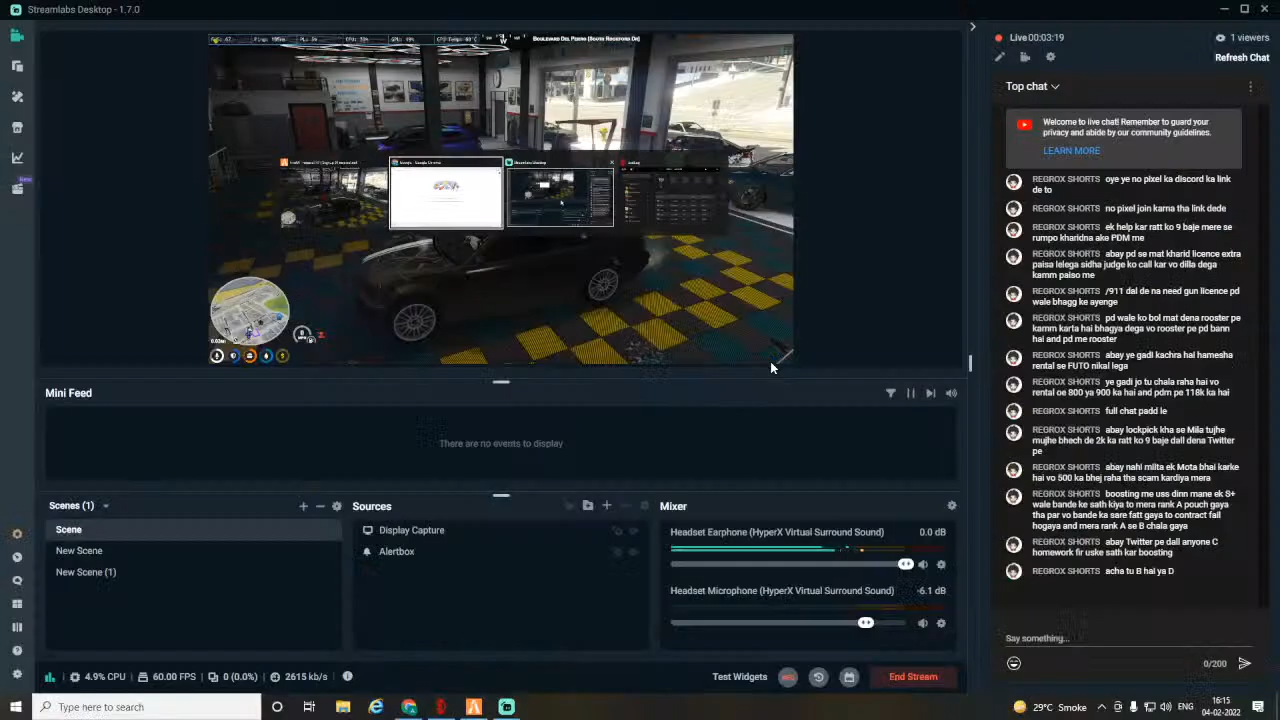 Streamlabs Desktop - 1.7.0
Live 00:03:19
1 viewers
Refresh Chat
Top chat
Welcome to live chat! Remember to guard your
privacy and abide by our community guidelines.
LEARN MORE
REGROX SHORTS oye ye no pixel ka discord ka link
de to
REGROX SHORTS no pixel join karna tha link dede
REGROX SHORTS ek help kar ratt ko 9 baje mere se
rumpo kharidna ake PDM me
REGROX SHORTS abay pd se mat kharid licence extra
paisa lelega sidha judge ko call kar vo dilla dega
kamm paiso me
REGROX SHORTS /911 dal de na need gun licence pd
wale bhagg ke ayenge
REGROX SHORTS pd wale ko bol mat dena rooster pe
kamm karta hai bhagya dega vo rooster pe pd bann
hai and pd me rooster
REGROX SHORTS abay ye gadi kachra hai hamesha
rental se FUTO nikal lega
REGROX SHORTS ye gadi jo tu chala raha hai vo
rental oe 800 ya 900 ka hai and pdm pe 118k ka hai
REGROX SHORTS full chat padd le
REGROX SHORTS abay lockpick kha se Mila tujhe
mujhe bhech de 2k ka ratt ko 9 baje dall dena Twitter
pe
REGROX SHORTS abay nahi milta ek Mota bhai karke
hai vo 500 ka bhej raha tha scam kardiya mera
REGROX SHORTS boosting me uss dinn mane ek S+
wale bande ka sath kiya to mera rank A pouch gaya
tha par vo bande ka sare fatt gaya to contract fail
hogaya and mera rank A se B chala gaya
REGROX SHORTS abay Twitter pe dall anyone C
homework fir uske sath kar boosting
REGROX SHORTS acha tu B hai ya D
Say something...
0/200
Mini Feed
There are no events to display
Scenes (1)
Scene
New Scene
New Scene (1)
Sources
Display Capture
Alertbox
Mixer
Headset Earphone (HyperX Virtual Surround Sound) 0.0 dB
Headset Microphone (HyperX Virtual Surround Sound) -6.1 dB
4.9% CPU 60.00 FPS 0 (0.0%) 2615 kb/s
Test Widgets
REC
End Stream
Type here to search
29°C Smoke
16:15
04-02-2022